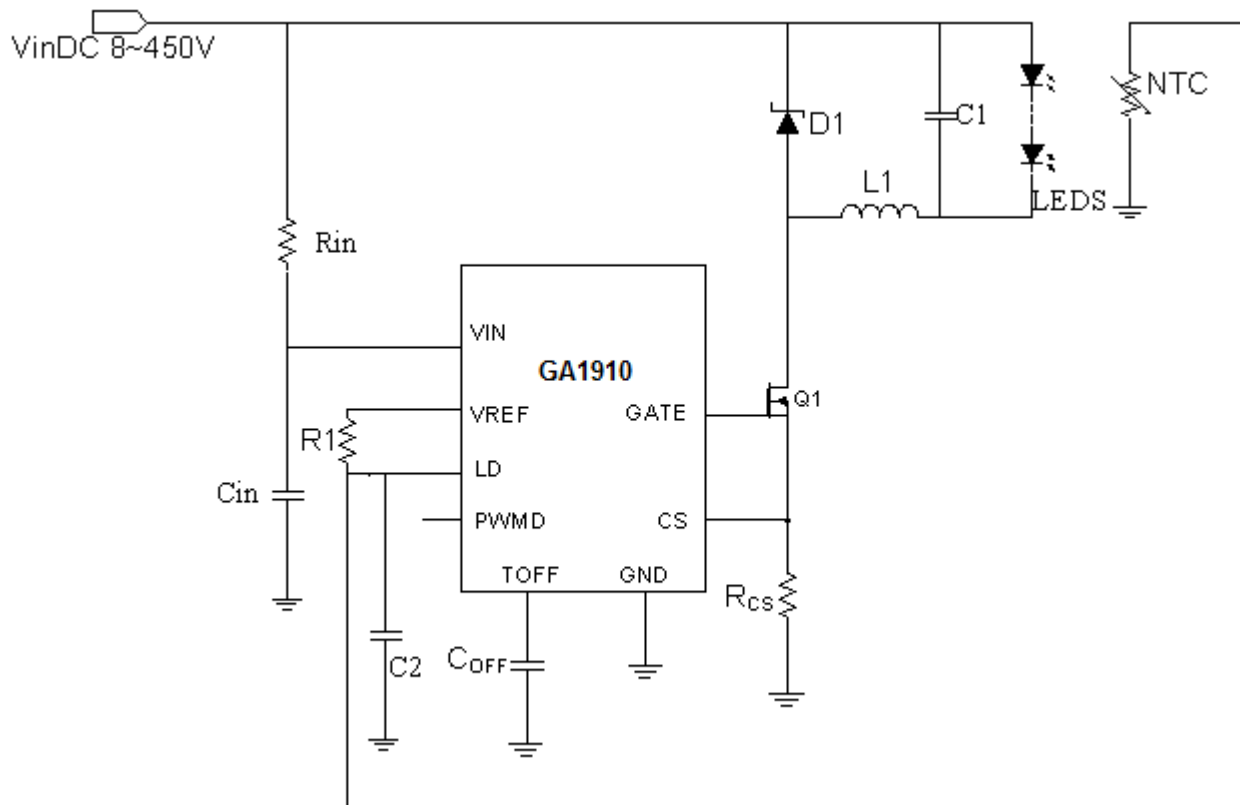 VinDC 8~450V
NTC
C1
D1
L1
LEDS
Rin
VIN
GA1910
VREF
GATE
Q1
R1
LD
Cin
PWMD
CS
TOFF
GND
RCS
C2
COFF